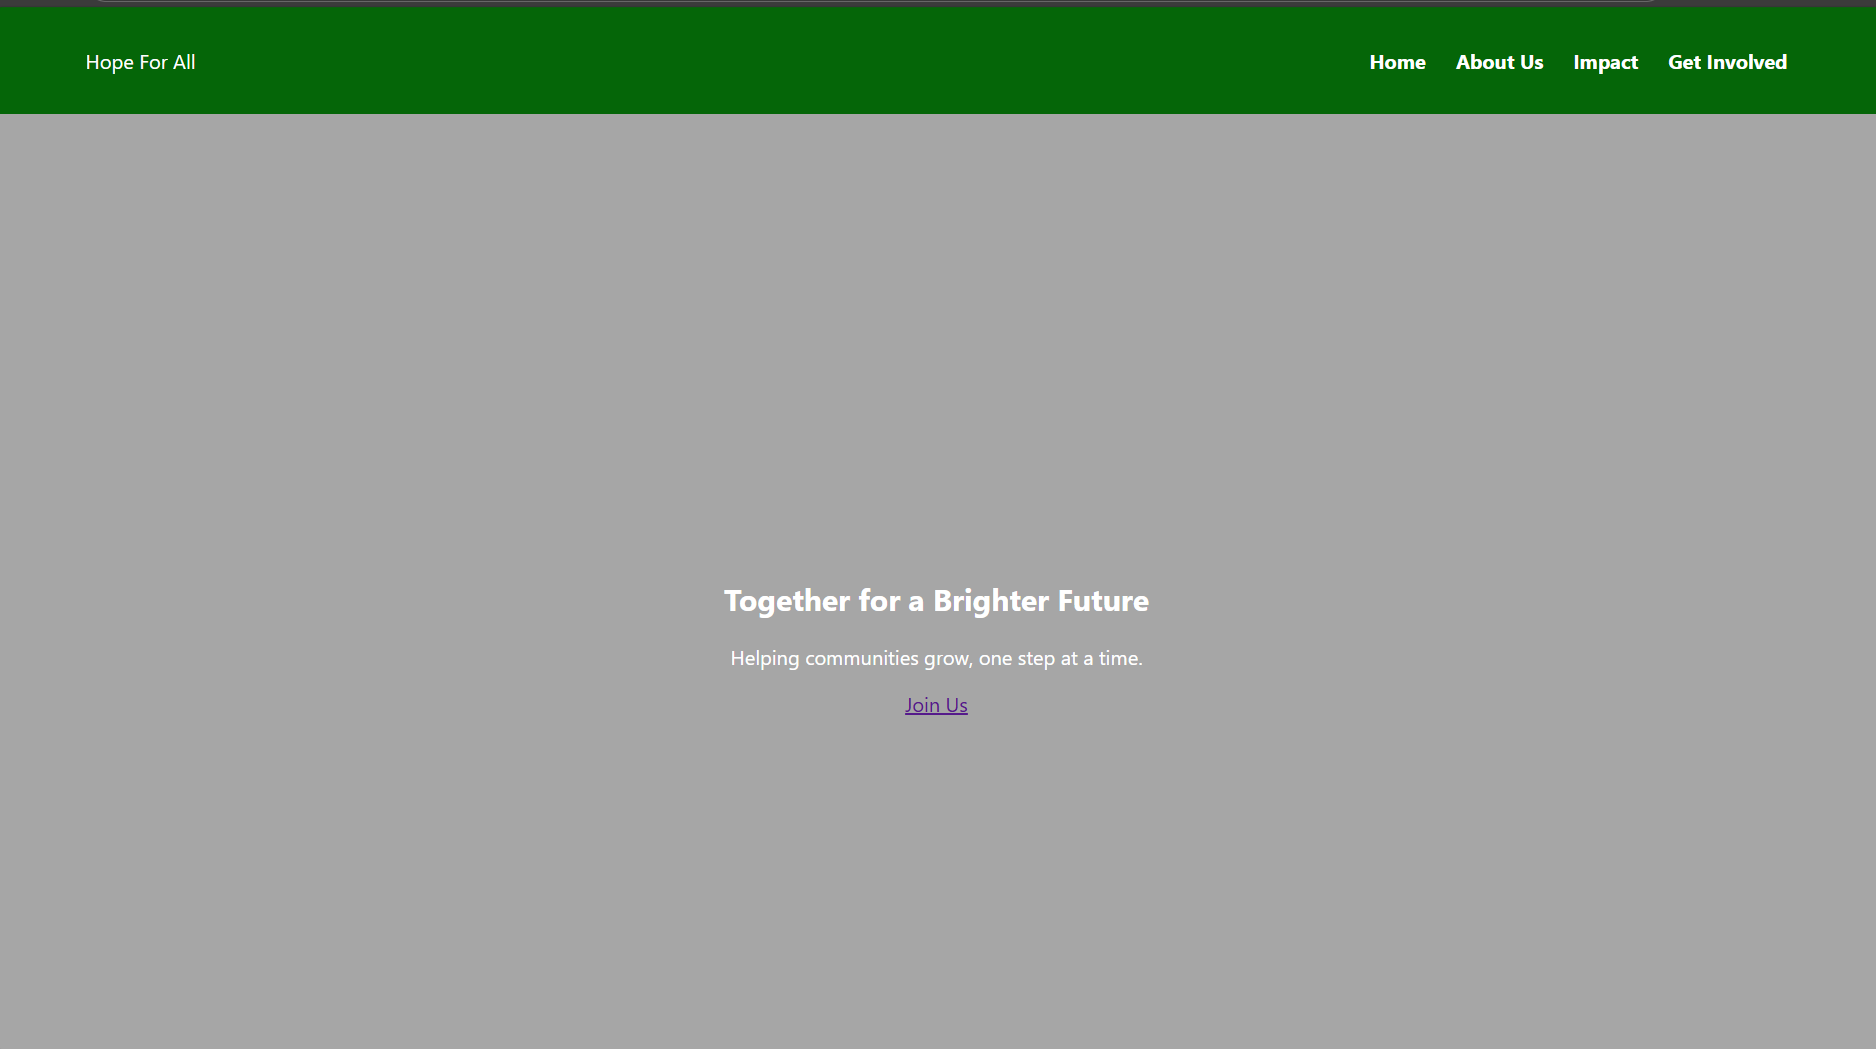 Hope For All
Home About Us Impact Get Involved
Together for a Brighter Future
Helping communities grow, one step at a time.
Join Us